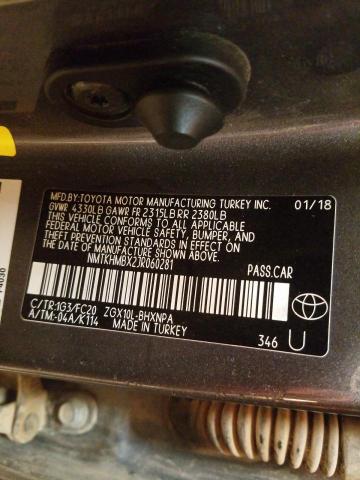 MFD.BY:TOYOTA MOTOR MANUFACTURING TURKEY INC. 01/18
GVWR 4330LB GAWR FR 2315LB RR 2380LB
THIS VEHICLE CONFORMS TO ALL APPLICABLE
FEDERAL MOTOR VEHICLE SAFETY, BUMPER, AND
THEFT PREVENTION STANDARDS IN EFFECT ON
THE DATE OF MANUFACTURE SHOWN ABOVE.
NMTKHMBX2JR060281 PASS.CAR
C/TR:1G3/FC20 ZGX10L-BHXNPA
A/TM:-04A/K114 MADE IN TURKEY
346 U